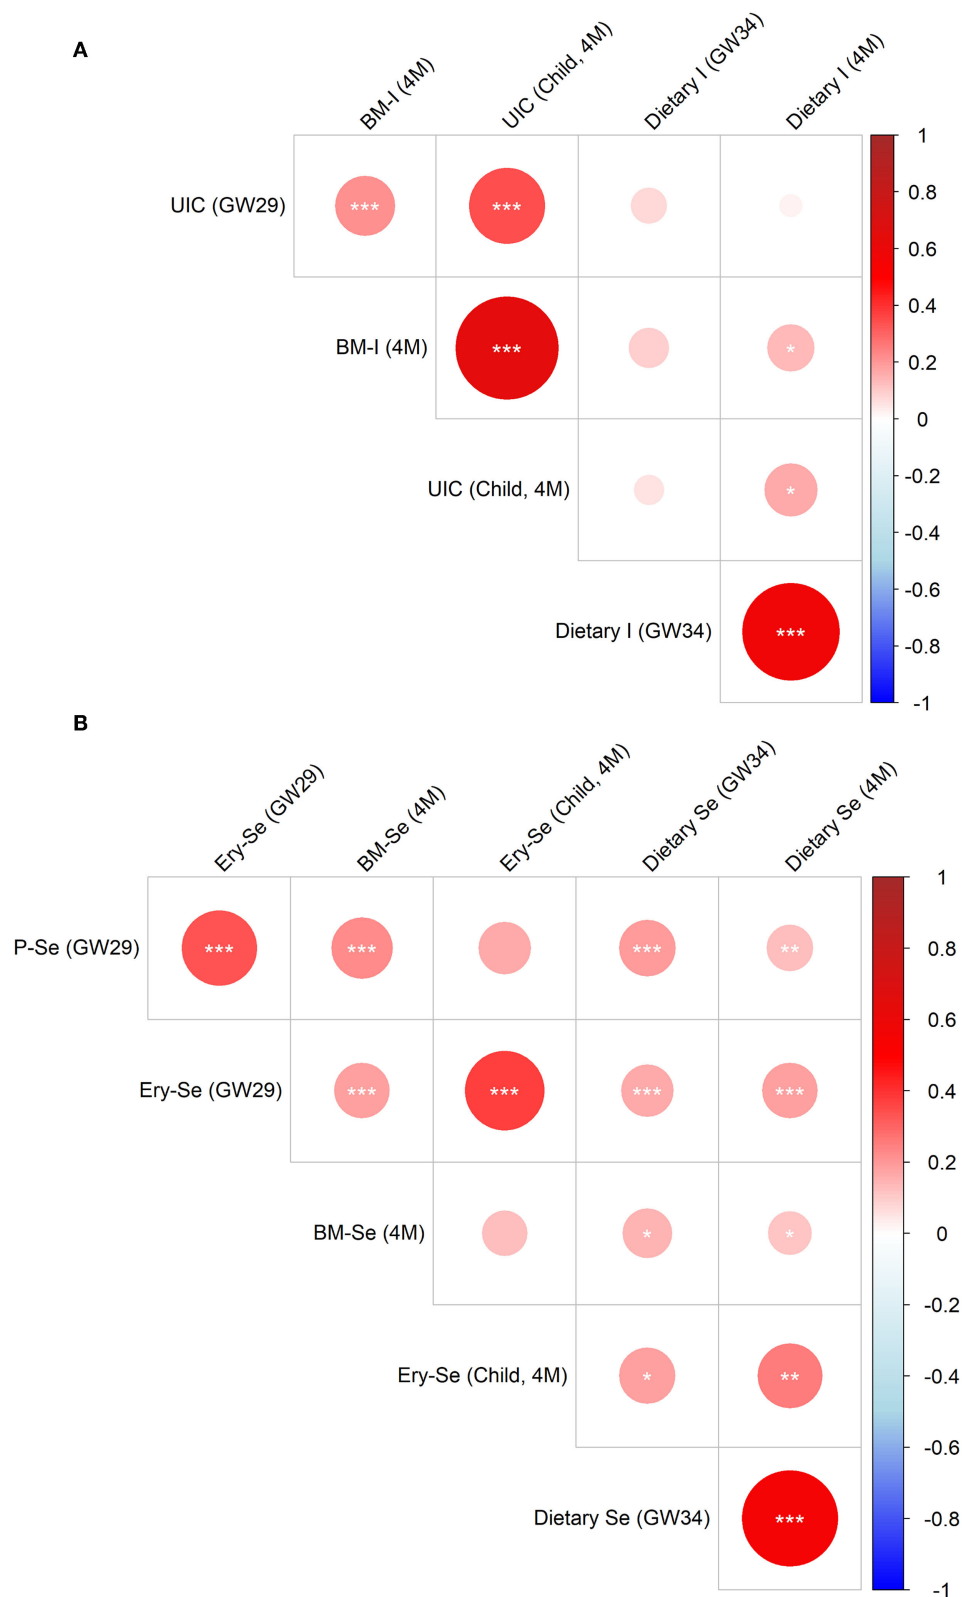 A
BM-I (4M)
UIC (Child, 4M)
Dietary I (GW34)
Dietary I (4M)
UIC (GW29)
*** ***
BM-I (4M)
*** *
UIC (Child, 4M)
*
Dietary I (GW34)
***
1
0.8
0.6
0.4
0.2
0
-0.2
-0.4
-0.6
-0.8
-1
B
Ery-Se (GW29)
BM-Se (4M)
Ery-Se (Child, 4M)
Dietary Se (GW34)
Dietary Se (4M)
P-Se (GW29)
*** *** *** **
Ery-Se (GW29)
*** *** *** ***
BM-Se (4M)
* *
Ery-Se (Child, 4M)
* **
Dietary Se (GW34)
***
1
0.8
0.6
0.4
0.2
0
-0.2
-0.4
-0.6
-0.8
-1